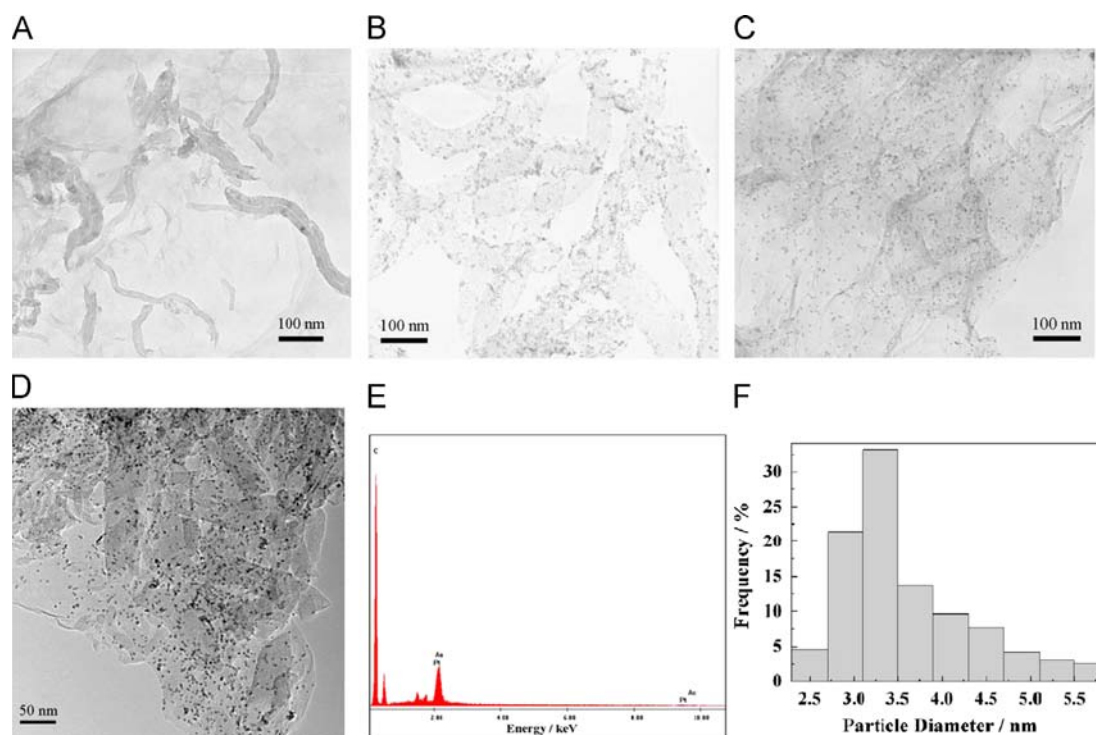 A
B
C
100 nm
100 nm
100 nm
D
E
F
50 nm
C
Au
Pt
Au
Pt
2.00
4.00
6.00
8.00
10.00
Energy / keV
Frequency / %
30
25
20
15
10
5
0
2.5 3.0 3.5 4.0 4.5 5.0 5.5
Particle Diameter / nm